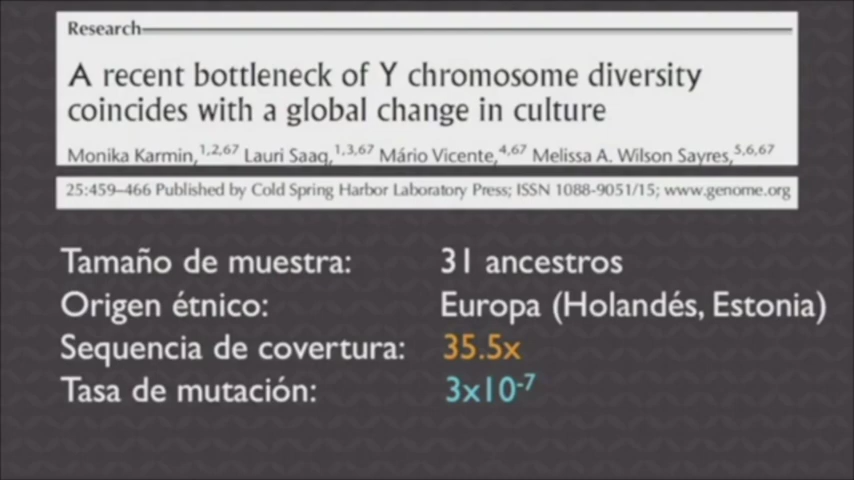 Research
A recent bottleneck of Y chromosome diversity
coincides with a global change in culture
Monika Karmin,1,2,67 Lauri Saag,1,3,67 Mário Vicente,4,67 Melissa A. Wilson Sayres,5,6,67
25:459–466 Published by Cold Spring Harbor Laboratory Press; ISSN 1088-9051/15; www.genome.org
Tamaño de muestra: 31 ancestros
Origen étnico: Europa (Holandés, Estonia)
Sequencia de covertura: 35.5x
Tasa de mutación: 3x10-7